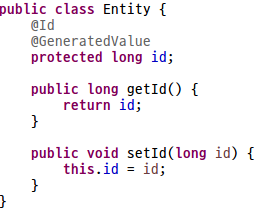 public class Entity {
    @Id
    @GeneratedValue
    protected long id;

    public long getId() {
        return id;
    }

    public void setId(long id) {
        this.id = id;
    }
}